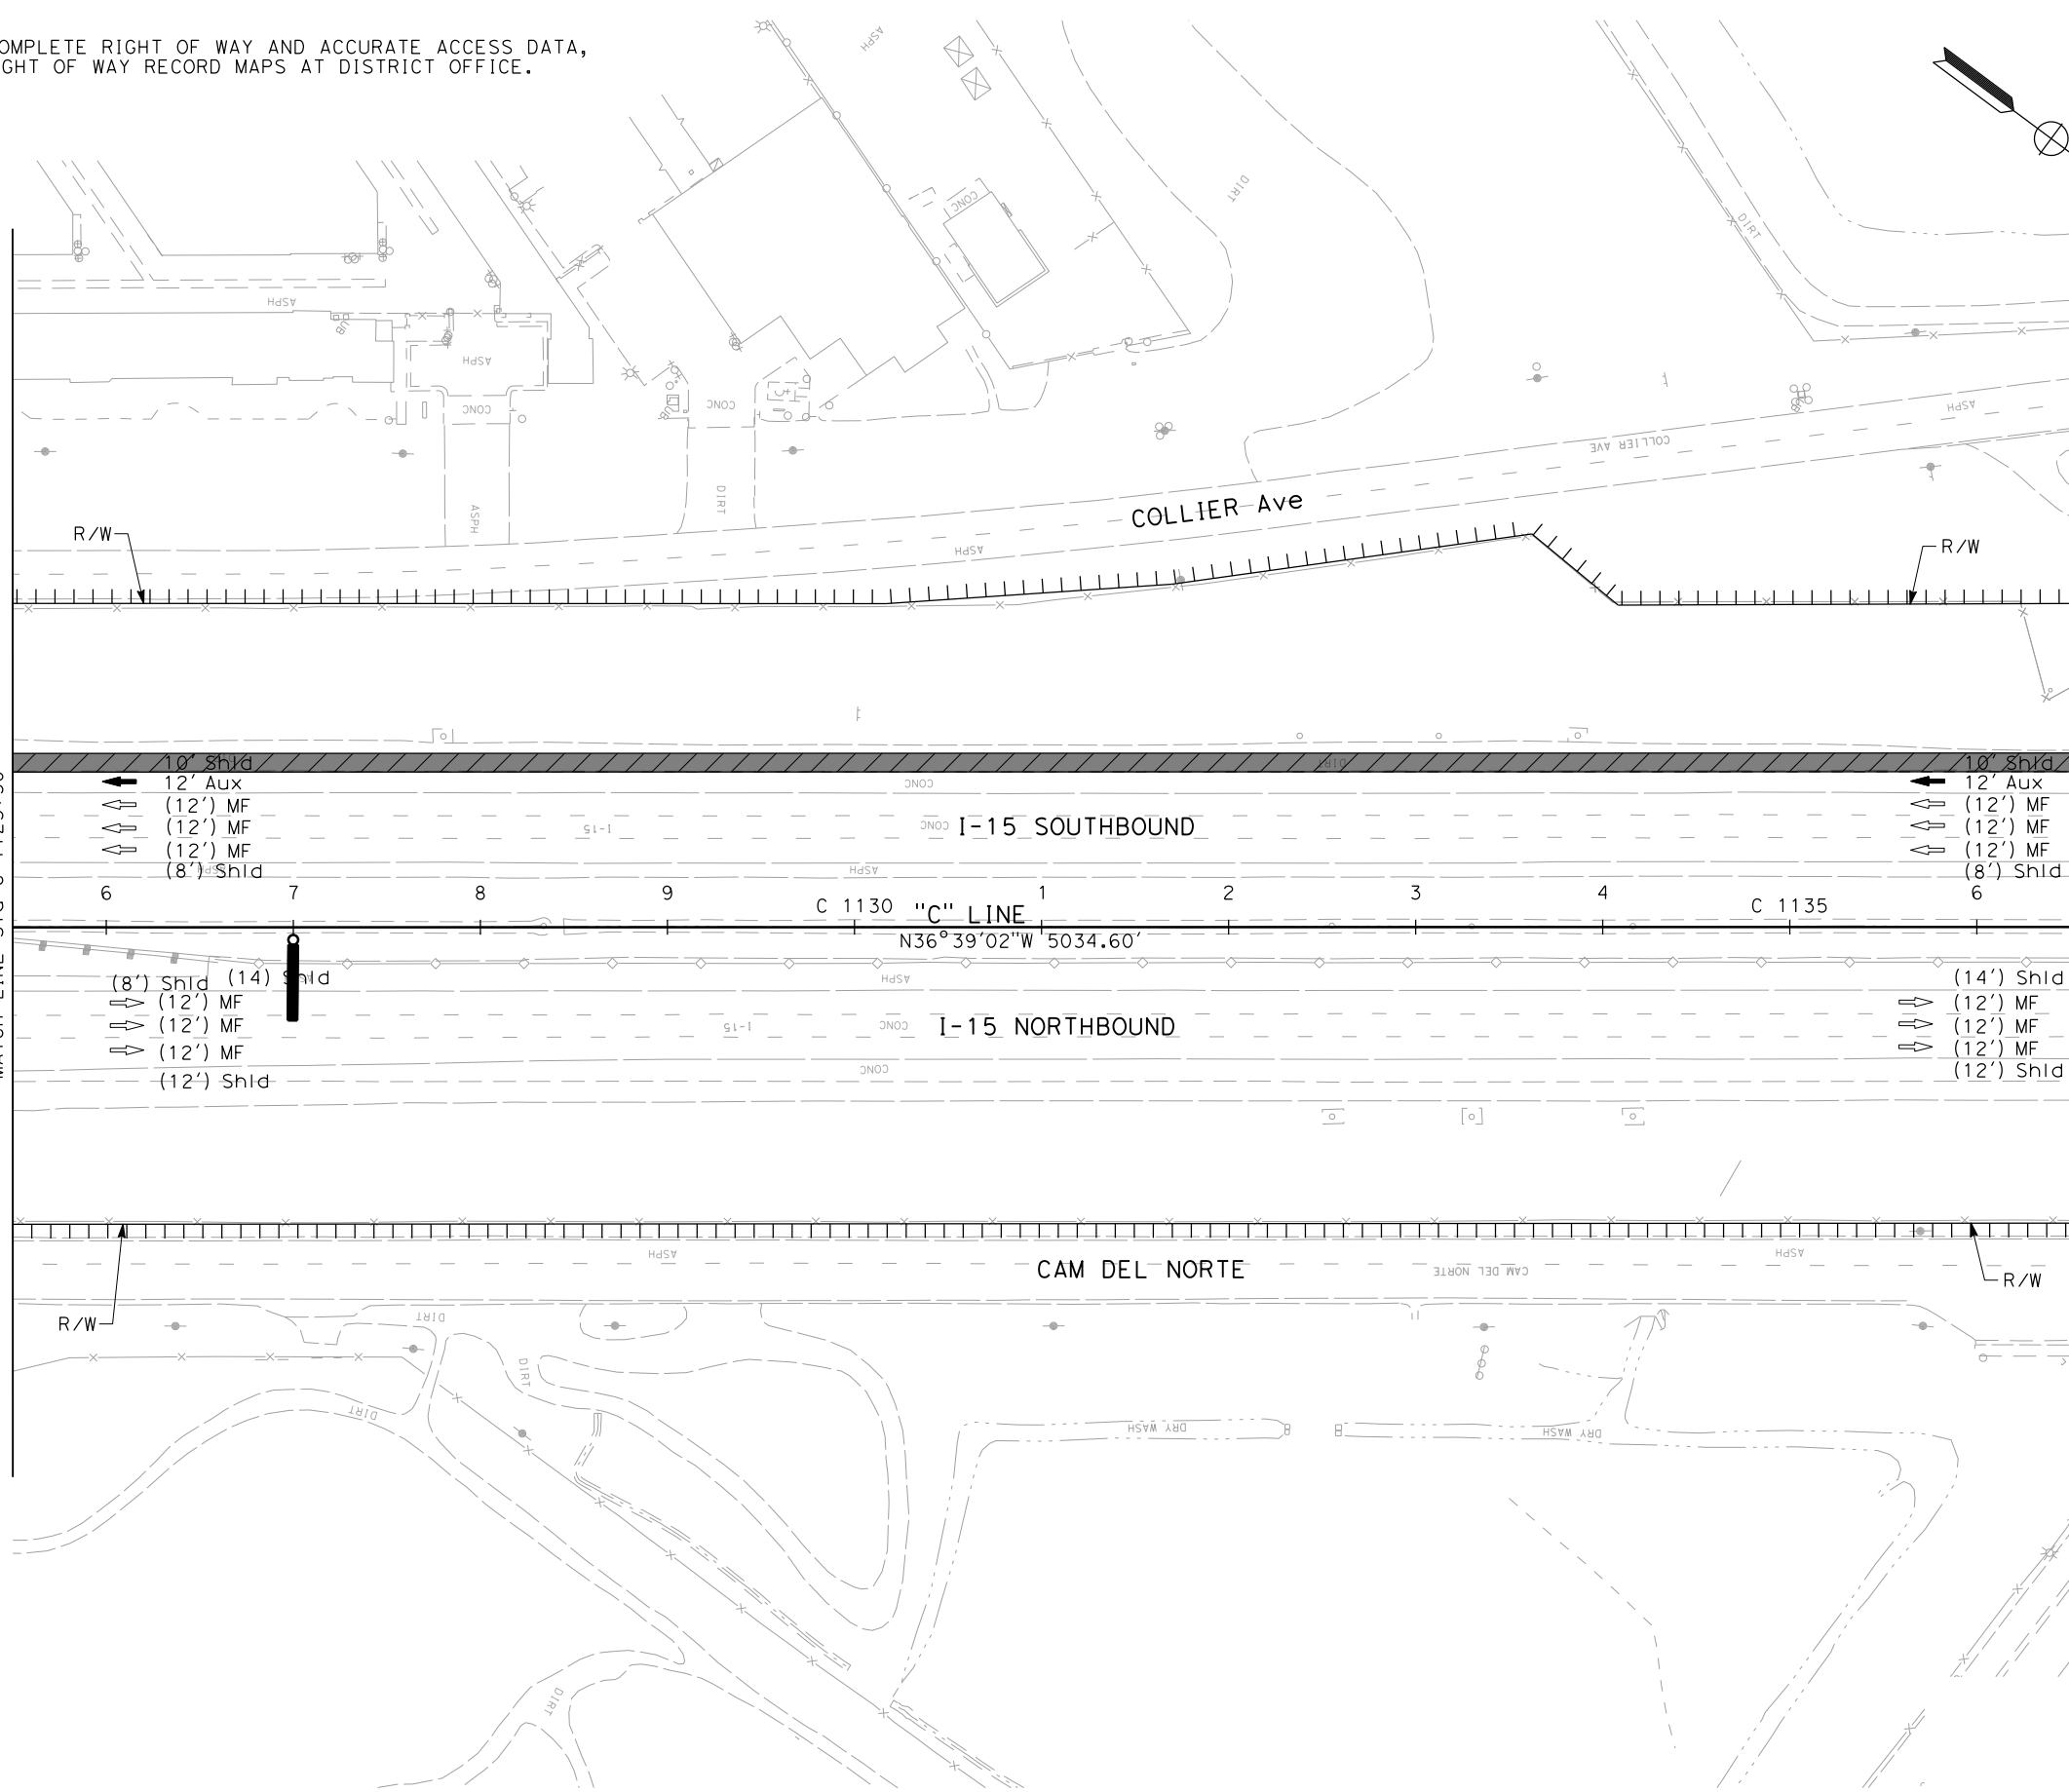 OMPLETE RIGHT OF WAY AND ACCURATE ACCESS DATA,
GHT OF WAY RECORD MAPS AT DISTRICT OFFICE.
ASPH
DIRT
DIRT
CONC
ASPH
UB
ASPH
CONC
CONC
ASPH
COLLIER AVE
ASPH
DIRT
COLLIER Ave
R/W
ASPH
R/W
10' Shld
DIRT
10' Shld
12' Aux
CONC
12' Aux
(12') MF
(12') MF
(12') MF
I-15
CONC
I-15 SOUTHBOUND
(12') MF
(12') MF
(12') MF
(8') Shld
ASPH
ASPH
(8') Shld
6 7 8 9 1 2 3 4 6
C 1130
"C" LINE
C 1135
N36°39'02"W 5034.60'
(8') Shld
(14) Shld
ASPH
(14') Shld
(12') MF
(12') MF
(12') MF
I-15
CONC
I-15 NORTHBOUND
(12') MF
(12') MF
(12') MF
(12') Shld
CONC
(12') Shld
ASPH
ASPH
CAM DEL NORTE
CAM DEL NORTE
R/W
R/W
DIRT
DIRT
DIRT
DRY WASH
DRY WASH
DIRT